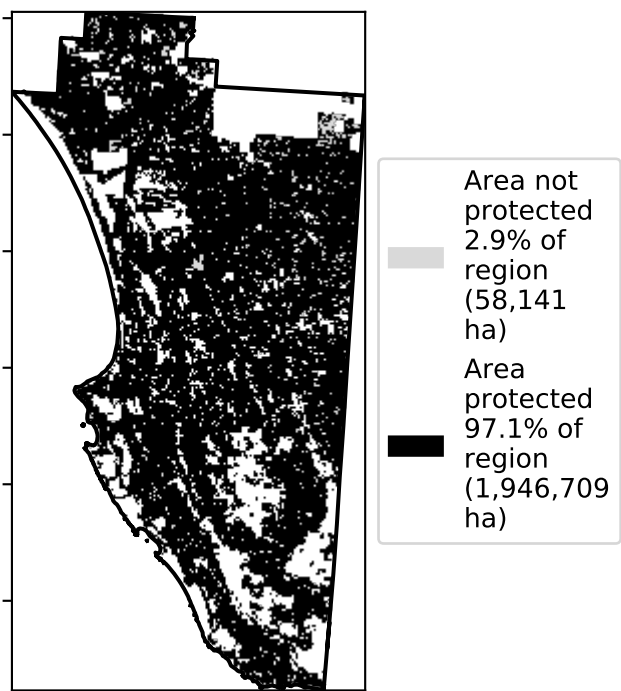 Area not
protected
2.9% of
region
(58,141
ha)
Area
protected
97.1% of
region
(1,946,709
ha)